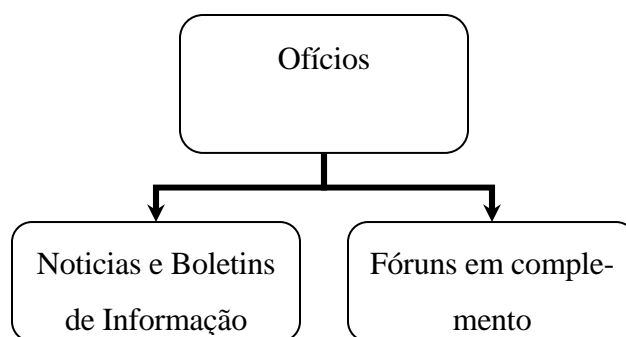 Ofícios
Noticias e Boletins
de Informação
Fóruns em comple-
mento